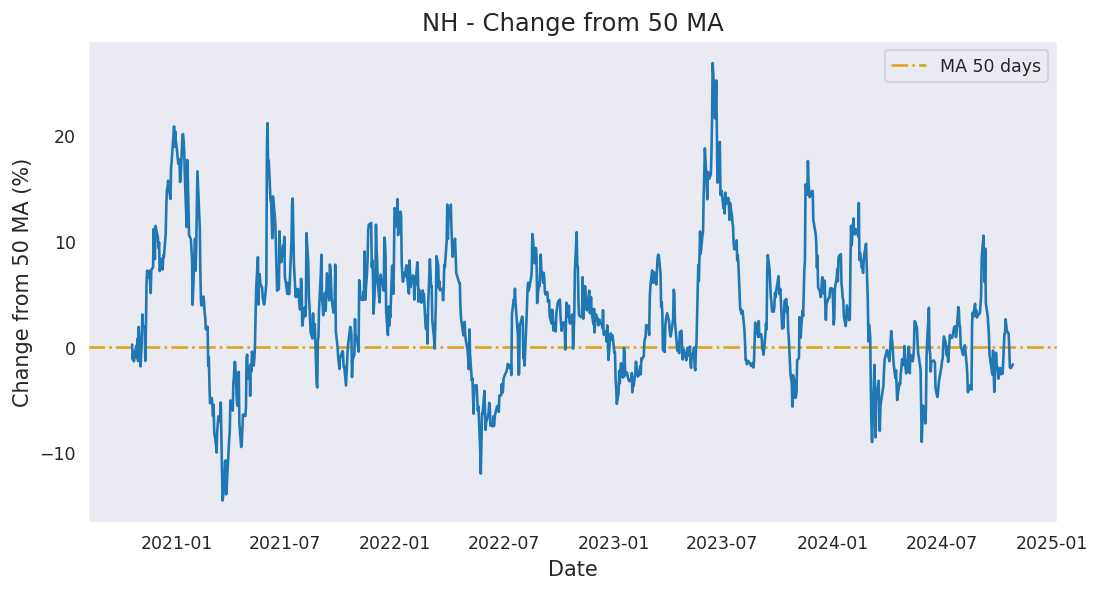 NH - Change from 50 MA
MA 50 days
Change from 50 MA (%)
20
10
0
−10
2021-01 2021-07 2022-01 2022-07 2023-01 2023-07 2024-01 2024-07 2025-01
Date